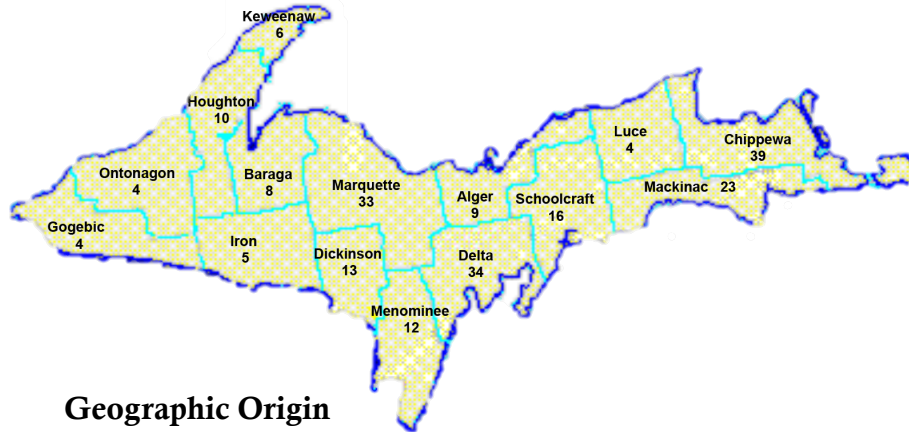 Keweenaw
6
Houghton
10
Luce
4
Chippewa
39
Ontonagon
4
Baraga
8
Marquette
33
Alger
9
Schoolcraft
16
Mackinac 23
Gogebic
4
Iron
5
Dickinson
13
Delta
34
Menominee
12
Geographic Origin